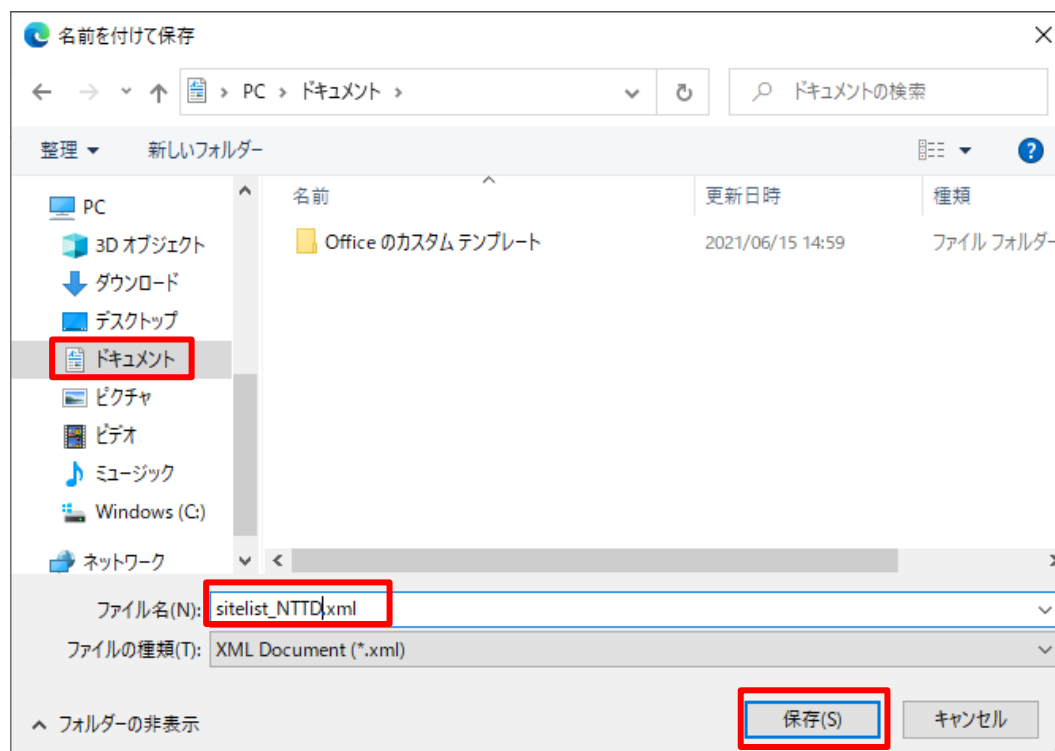 名前を付けて保存
PC ドキュメント
ドキュメントの検索
整理 新しいフォルダー
?
名前 更新日時 種類
PC
3D オブジェクト
ダウンロード
デスクトップ
ドキュメント
ピクチャ
ビデオ
ミュージック
Windows (C:)
ネットワーク
Office のカスタム テンプレート 2021/06/15 14:59 ファイル フォルダー
ファイル名(N): sitelist_NTTD.xml
ファイルの種類(T): XML Document (*.xml)
フォルダーの非表示
保存(S) キャンセル